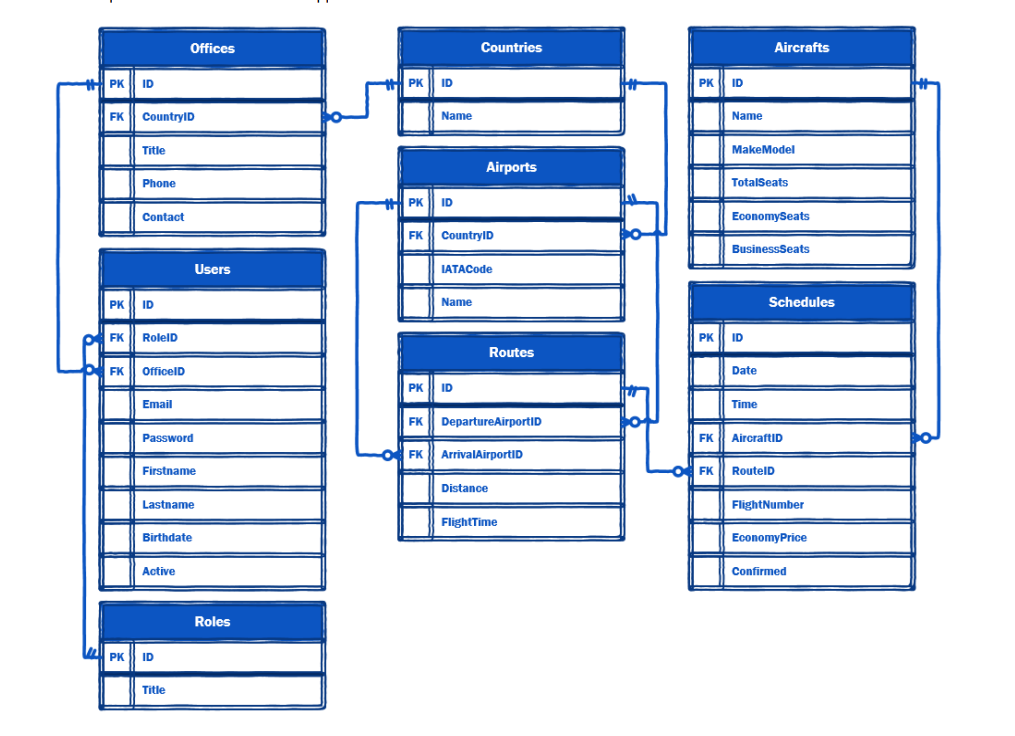 Offices
PK ID
FK CountryID
Title
Phone
Contact
Users
PK ID
FK RoleID
FK OfficeID
Email
Password
Firstname
Lastname
Birthdate
Active
Roles
PK ID
Title
Countries
PK ID
Name
Airports
PK ID
FK CountryID
IATACode
Name
Routes
PK ID
FK DepartureAirportID
FK ArrivalAirportID
Distance
FlightTime
Aircrafts
PK ID
Name
MakeModel
TotalSeats
EconomySeats
BusinessSeats
Schedules
PK ID
Date
Time
FK AircraftID
FK RouteID
FlightNumber
EconomyPrice
Confirmed